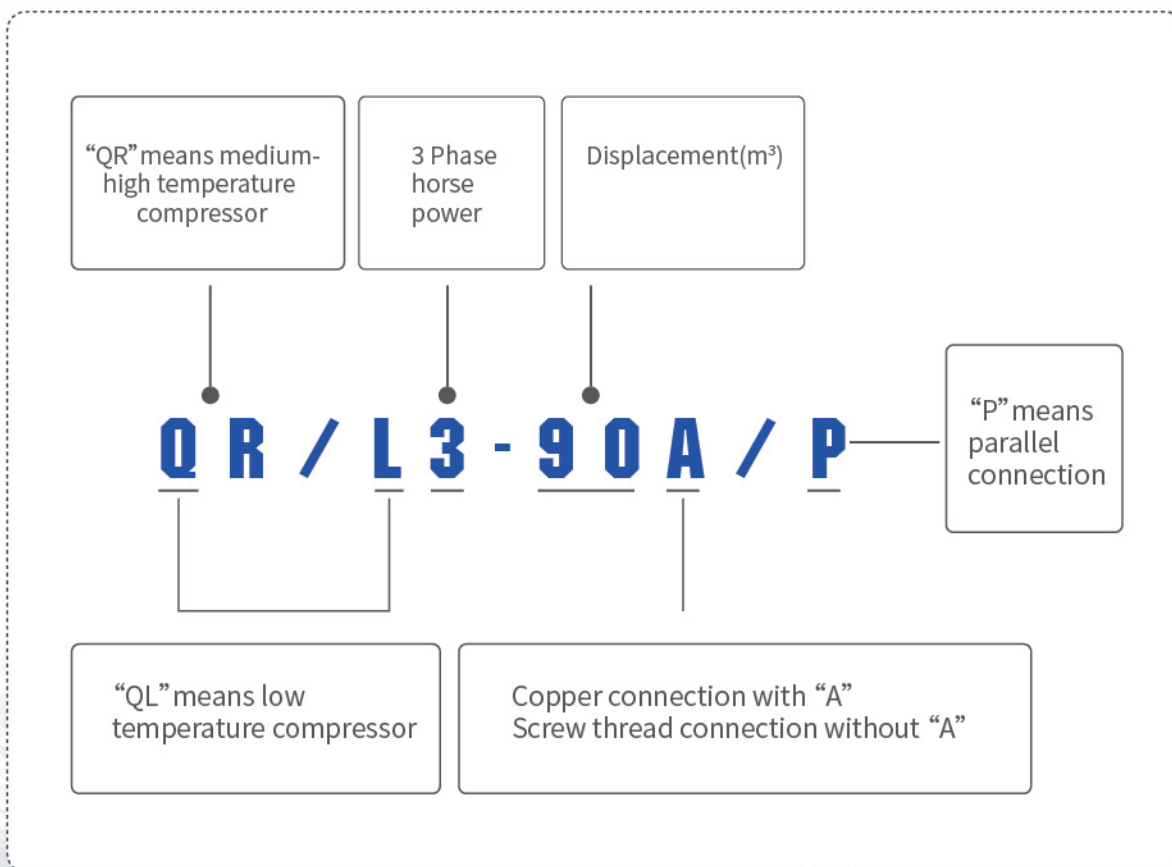 “QR” means medium-
high temperature
compressor
3 Phase
horse
power
Displacement(m³)
QR/L3-90A/P
“P” means
parallel
connection
“QL” means low
temperature compressor
Copper connection with “A”
Screw thread connection without “A”